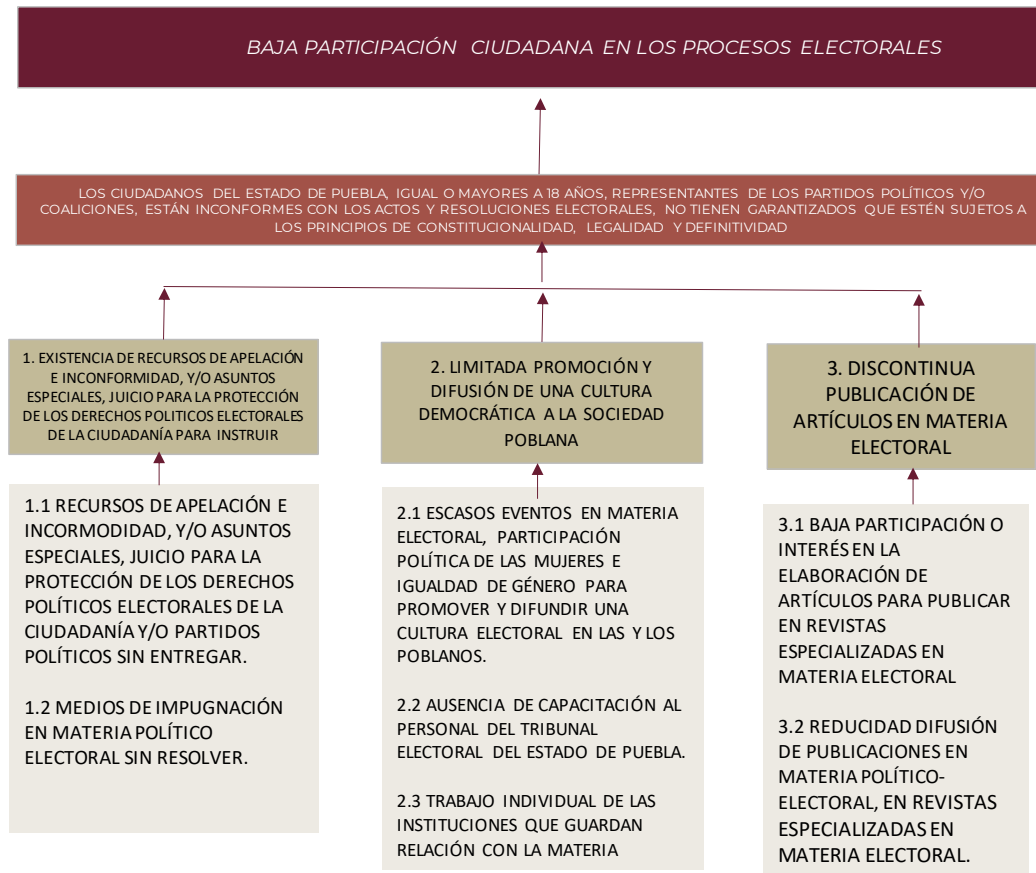 BAJA PARTICIPACIÓN CIUDADANA EN LOS PROCESOS ELECTORALES
LOS CIUDADANOS DEL ESTADO DE PUEBLA, IGUAL O MAYORES A 18 AÑOS, REPRESENTANTES DE LOS PARTIDOS POLÍTICOS Y/O
COALICIONES, ESTÁN INCONFORMES CON LOS ACTOS Y RESOLUCIONES ELECTORALES, NO TIENEN GARANTIZADOS QUE ESTÉN SUJETOS A
LOS PRINCIPIOS DE CONSTITUCIONALIDAD, LEGALIDAD Y DEFINITIVIDAD
1. EXISTENCIA DE RECURSOS DE APELACIÓN
E INCONFORMIDAD, Y/O ASUNTOS
ESPECIALES, JUICIO PARA LA PROTECCIÓN
DE LOS DERECHOS POLITICOS ELECTORALES
DE LA CIUDADANÍA PARA INSTRUIR
1.1 RECURSOS DE APELACIÓN E
INCORMODIDAD, Y/O ASUNTOS
ESPECIALES, JUICIO PARA LA
PROTECCIÓN DE LOS DERECHOS
POLÍTICOS ELECTORALES DE LA
CIUDADANÍA Y/O PARTIDOS
POLÍTICOS SIN ENTREGAR.
1.2 MEDIOS DE IMPUGNACIÓN
EN MATERIA POLÍTICO
ELECTORAL SIN RESOLVER.
2. LIMITADA PROMOCIÓN Y
DIFUSIÓN DE UNA CULTURA
DEMOCRÁTICA A LA SOCIEDAD
POBLANA
2.1 ESCASOS EVENTOS EN MATERIA
ELECTORAL, PARTICIPACIÓN
POLÍTICA DE LAS MUJERES E
IGUALDAD DE GÉNERO PARA
PROMOVER Y DIFUNDIR UNA
CULTURA ELECTORAL EN LAS Y LOS
POBLANOS.
2.2 AUSENCIA DE CAPACITACIÓN AL
PERSONAL DEL TRIBUNAL
ELECTORAL DEL ESTADO DE PUEBLA.
2.3 TRABAJO INDIVIDUAL DE LAS
INSTITUCIONES QUE GUARDAN
RELACIÓN CON LA MATERIA
3. DISCONTINUA
PUBLICACIÓN DE
ARTÍCULOS EN MATERIA
ELECTORAL
3.1 BAJA PARTICIPACIÓN O
INTERÉS EN LA
ELABORACIÓN DE
ARTÍCULOS PARA PUBLICAR
EN REVISTAS
ESPECIALIZADAS EN
MATERIA ELECTORAL
3.2 REDUCIDAD DIFUSIÓN
DE PUBLICACIONES EN
MATERIA POLÍTICO-
ELECTORAL, EN REVISTAS
ESPECIALIZADAS EN
MATERIA ELECTORAL.